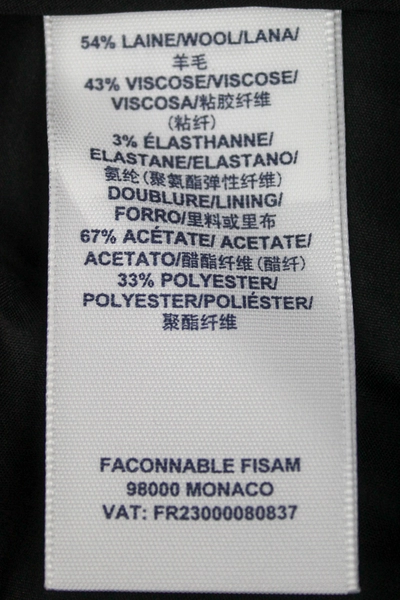 54% LAINE/WOOL/LANA/
羊毛
43% VISCOSE/VISCOSE/
VISCOSA/粘胶纤维
(粘纤)
3% ÉLASTHANNE/
ELASTANE/ELASTANO/
氨纶(聚氨酯弹性纤维)
DOUBLURE/LINING/
FORRO/里料或里布
67% ACÉTATE/ ACETATE/
ACETATO/醋酯纤维(醋纤)
33% POLYESTER/
POLYESTER/POLIÉSTER/
聚酯纤维
FACONNABLE FISAM
98000 MONACO
VAT: FR23000080837